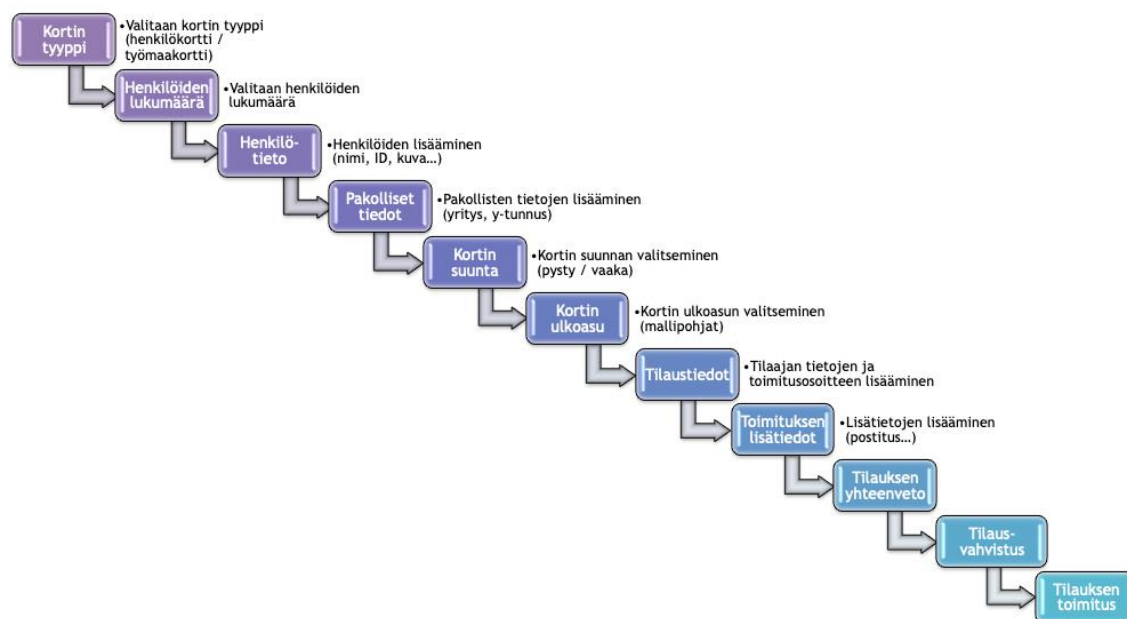 Kortin
tyyppi
•Valitaan kortin tyyppi
(henkilökortti /
työmaakortti)
Henkilöiden
lukumäärä
•Valitaan henkilöiden
lukumäärä
Henkilö-
tieto
•Henkilöiden lisääminen
(nimi, ID, kuva...)
Pakolliset
tiedot
•Pakollisten tietojen lisääminen
(yritys, y-tunnus)
Kortin
suunta
•Kortin suunnan valitseminen
(pysty / vaaka)
Kortin
ulkoasu
•Kortin ulkoasun valitseminen
(mallipohjat)
Tilaustiedot
•Tilaajan tietojen ja
toimitusosoitteen lisääminen
Toimituksen
lisätiedot
•Lisätietojen lisääminen
(postitus...)
Tilauksen
yhteenveto
Tilaus-
vahvistus
Tilauksen
toimitus